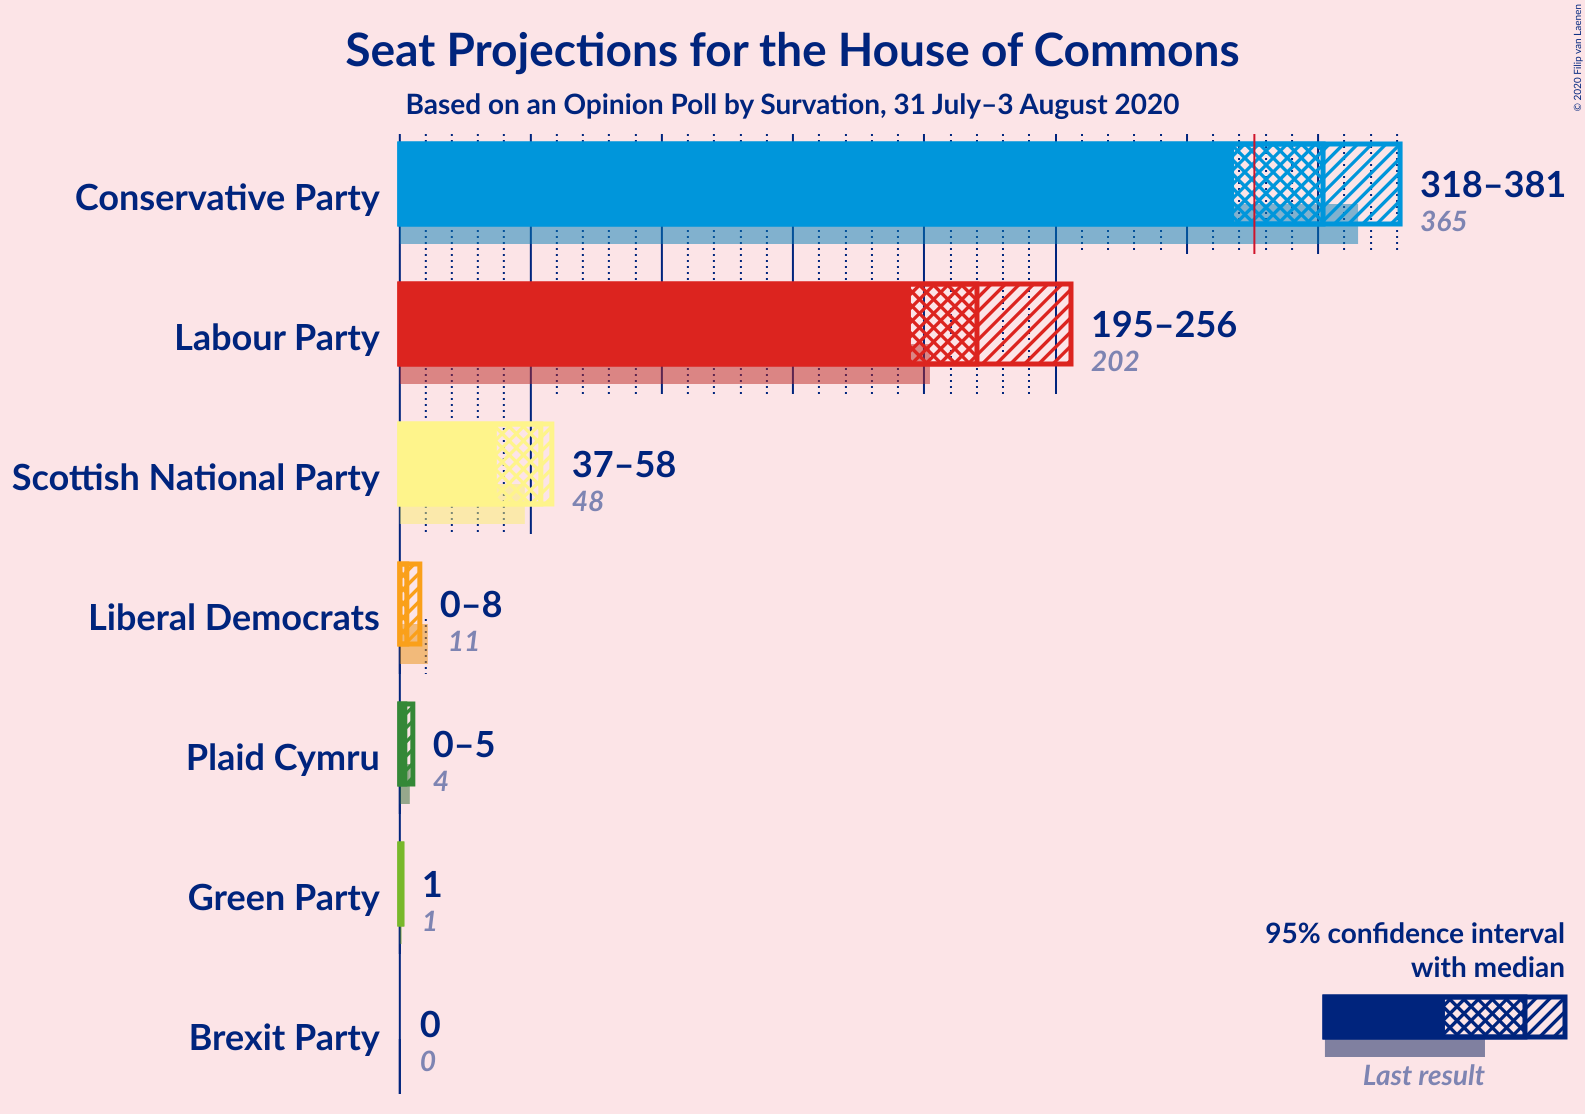 Seat Projections for the House of Commons
Based on an Opinion Poll by Survation, 31 July–3 August 2020
© 2020 Filip van Laenen
Conservative Party
318–381
365
Labour Party
195–256
202
Scottish National Party
37–58
48
Liberal Democrats
0–8
11
Plaid Cymru
0–5
4
Green Party
1
1
Brexit Party
0
0
95% confidence interval
with median
Last result